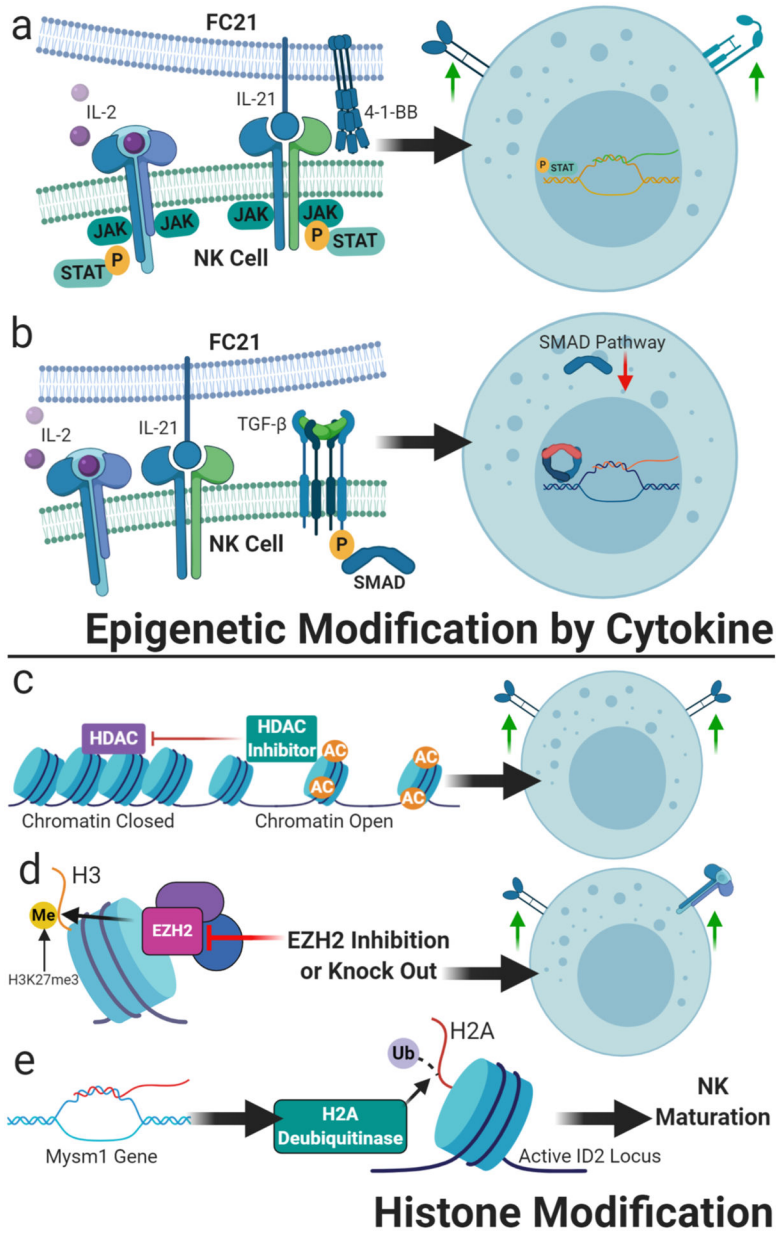 a
FC21
IL-2
IL-21
4-1-BB
JAK
JAK
JAK
JAK
P
STAT
P
STAT
NK Cell
P
STAT
b
FC21
IL-2
IL-21
TGF-β
NK Cell
P
SMAD
SMAD Pathway
Epigenetic Modification by Cytokine
c
HDAC
HDAC
Inhibitor
AC
AC
AC
AC
Chromatin Closed
Chromatin Open
d
H3
Me
EZH2
H3K27me3
EZH2 Inhibition
or Knock Out
e
Mysm1 Gene
H2A
Deubiquitinase
Ub
H2A
Active ID2 Locus
NK
Maturation
Histone Modification